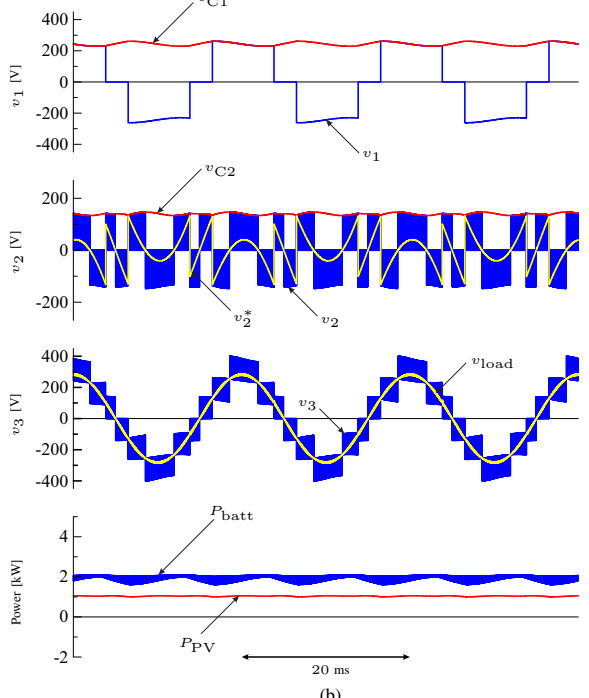 v_C1
400
200
0
-200
-400
v_1 [V]
v_1
v_C2
200
0
-200
v_2 [V]
v_2^*
v_2
400
200
0
-200
-400
v_3 [V]
v_load
v_3
P_batt
4
2
0
-2
Power [kW]
P_PV
20 ms
(b)